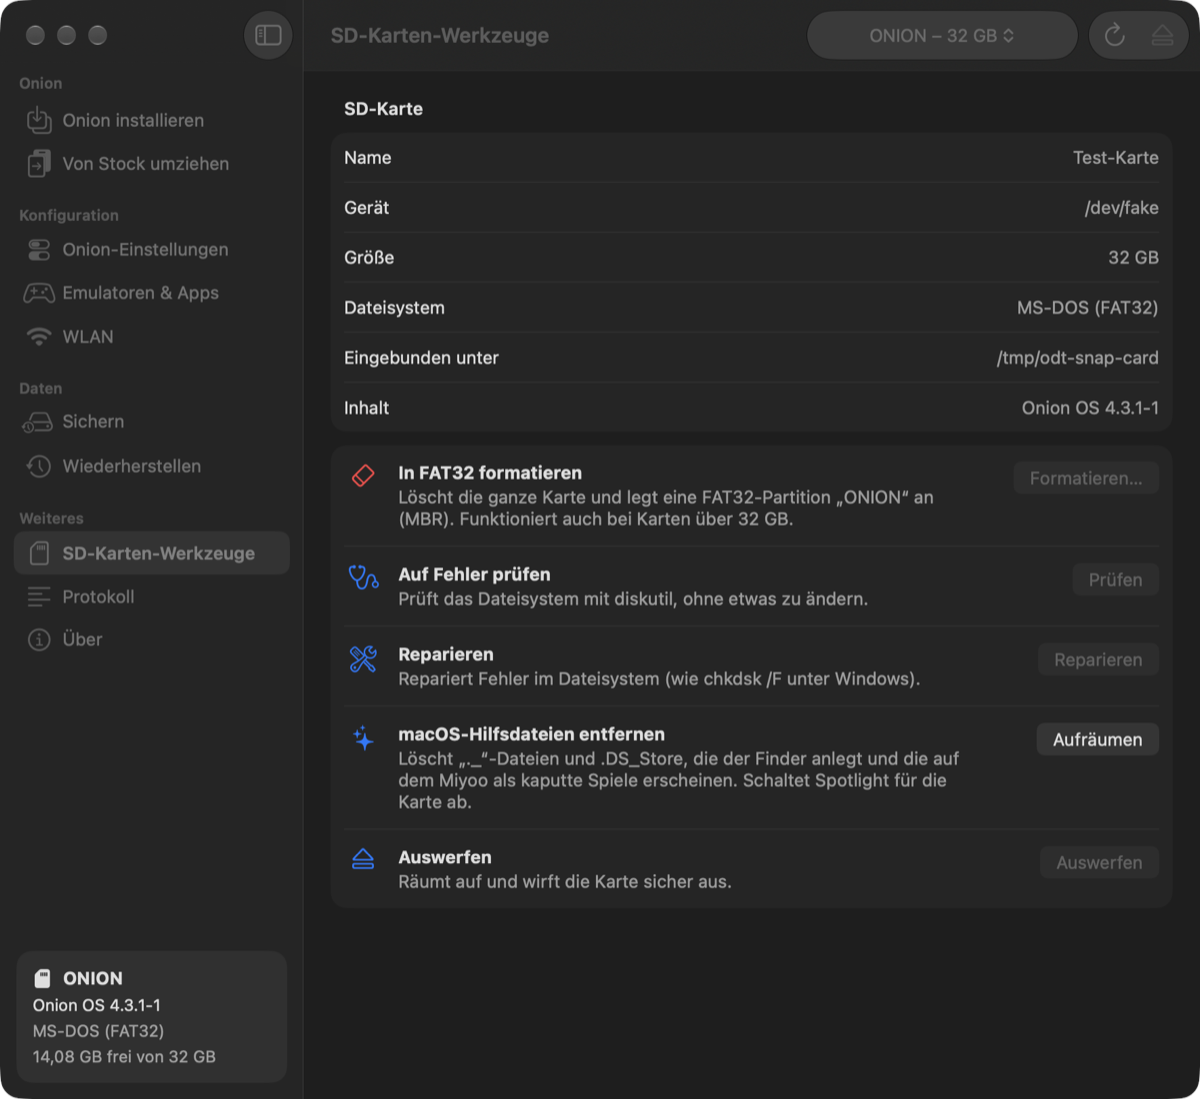 SD-Karten-Werkzeuge
ONION – 32 GB
Onion
Onion installieren
Von Stock umziehen
Konfiguration
Onion-Einstellungen
Emulatoren & Apps
WLAN
Daten
Sichern
Wiederherstellen
Weiteres
SD-Karten-Werkzeuge
Protokoll
Über
ONION
Onion OS 4.3.1-1
MS-DOS (FAT32)
14,08 GB frei von 32 GB
SD-Karte
Name Test-Karte
Gerät /dev/fake
Größe 32 GB
Dateisystem MS-DOS (FAT32)
Eingebunden unter /tmp/odt-snap-card
Inhalt Onion OS 4.3.1-1
In FAT32 formatieren
Löscht die ganze Karte und legt eine FAT32-Partition „ONION“ an
(MBR). Funktioniert auch bei Karten über 32 GB.
Formatieren…
Auf Fehler prüfen
Prüft das Dateisystem mit diskutil, ohne etwas zu ändern.
Prüfen
Reparieren
Repariert Fehler im Dateisystem (wie chkdsk /F unter Windows).
Reparieren
macOS-Hilfsdateien entfernen
Löscht „._“-Dateien und .DS_Store, die der Finder anlegt und die auf
dem Miyoo als kaputte Spiele erscheinen. Schaltet Spotlight für die
Karte ab.
Aufräumen
Auswerfen
Räumt auf und wirft die Karte sicher aus.
Auswerfen